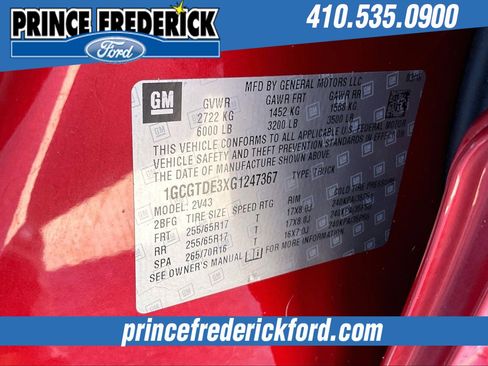 PRINCE FREDERICK
Ford
410.535.0900
MFD BY GENERAL MOTORS LLC
GM
GVWR GAWR FRT GAWR RR
2722 KG 1452 KG 1588 KG
6000 LB 3200 LB 3500 LB
THIS VEHICLE CONFORMS TO ALL APPLICABLE U.S. FEDERAL MOTOR
VEHICLE SAFETY, BUMPER, AND THEFT PREVENTION STANDARDS IN EFFECT ON
THE DATE OF MANUFACTURE SHOWN ABOVE.
1GCGTDE3XG1247367 TYPE: TRUCK
MODEL: 2V43
2BFG TIRE SIZE SPEED RTG RIM COLD TIRE PRESSURE
FRT 255/65R17 T 17X8.0J
RR 255/65R17 T 17X8.0J
SPA 265/70R16 T 16X7.0J
SEE OWNER'S MANUAL FOR MORE INFORMATION.
princefrederickford.com